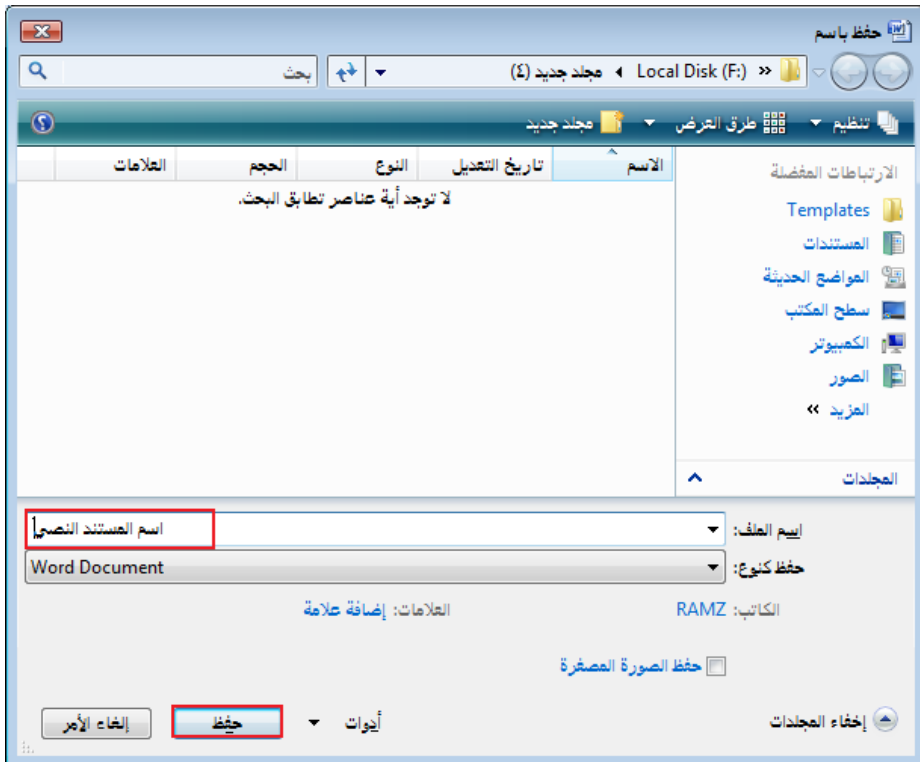 حفظ باسم
« Local Disk (F:) مجلد جديد (٤)
بحث
تنظيم طرق العرض مجلد جديد
الارتباطات المفضلة
Templates
المستندات
المواضع الحديثة
سطح المكتب
الكمبيوتر
الصور
المزيد »
المجلدات
الاسم تاريخ التعديل النوع الحجم العلامات
لا توجد أية عناصر تطابق البحث.
اسم الملف: اسم المستند النصي
حفظ كنوع: Word Document
الكاتب: RAMZ العلامات: إضافة علامة
حفظ الصورة المصغرة
إخفاء المجلدات أدوات حفظ إلغاء الأمر